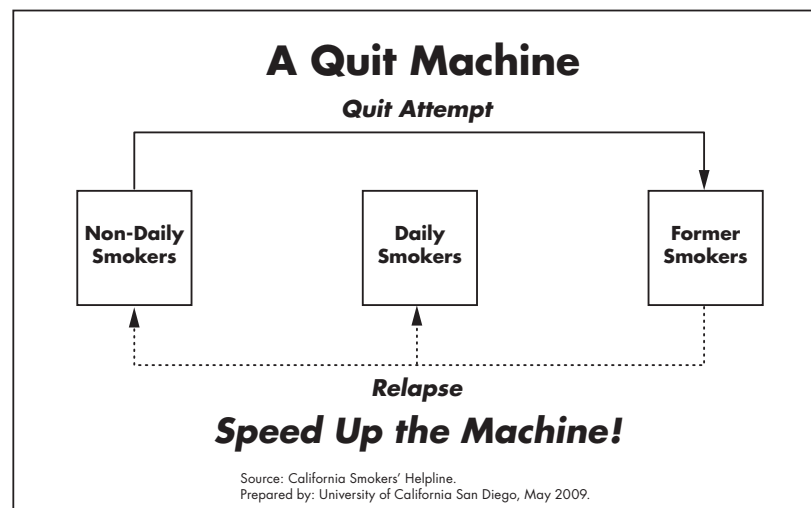 A Quit Machine
Quit Attempt
Non-Daily
Smokers
Daily
Smokers
Former
Smokers
Relapse
Speed Up the Machine!
Source: California Smokers' Helpline.
Prepared by: University of California San Diego, May 2009.